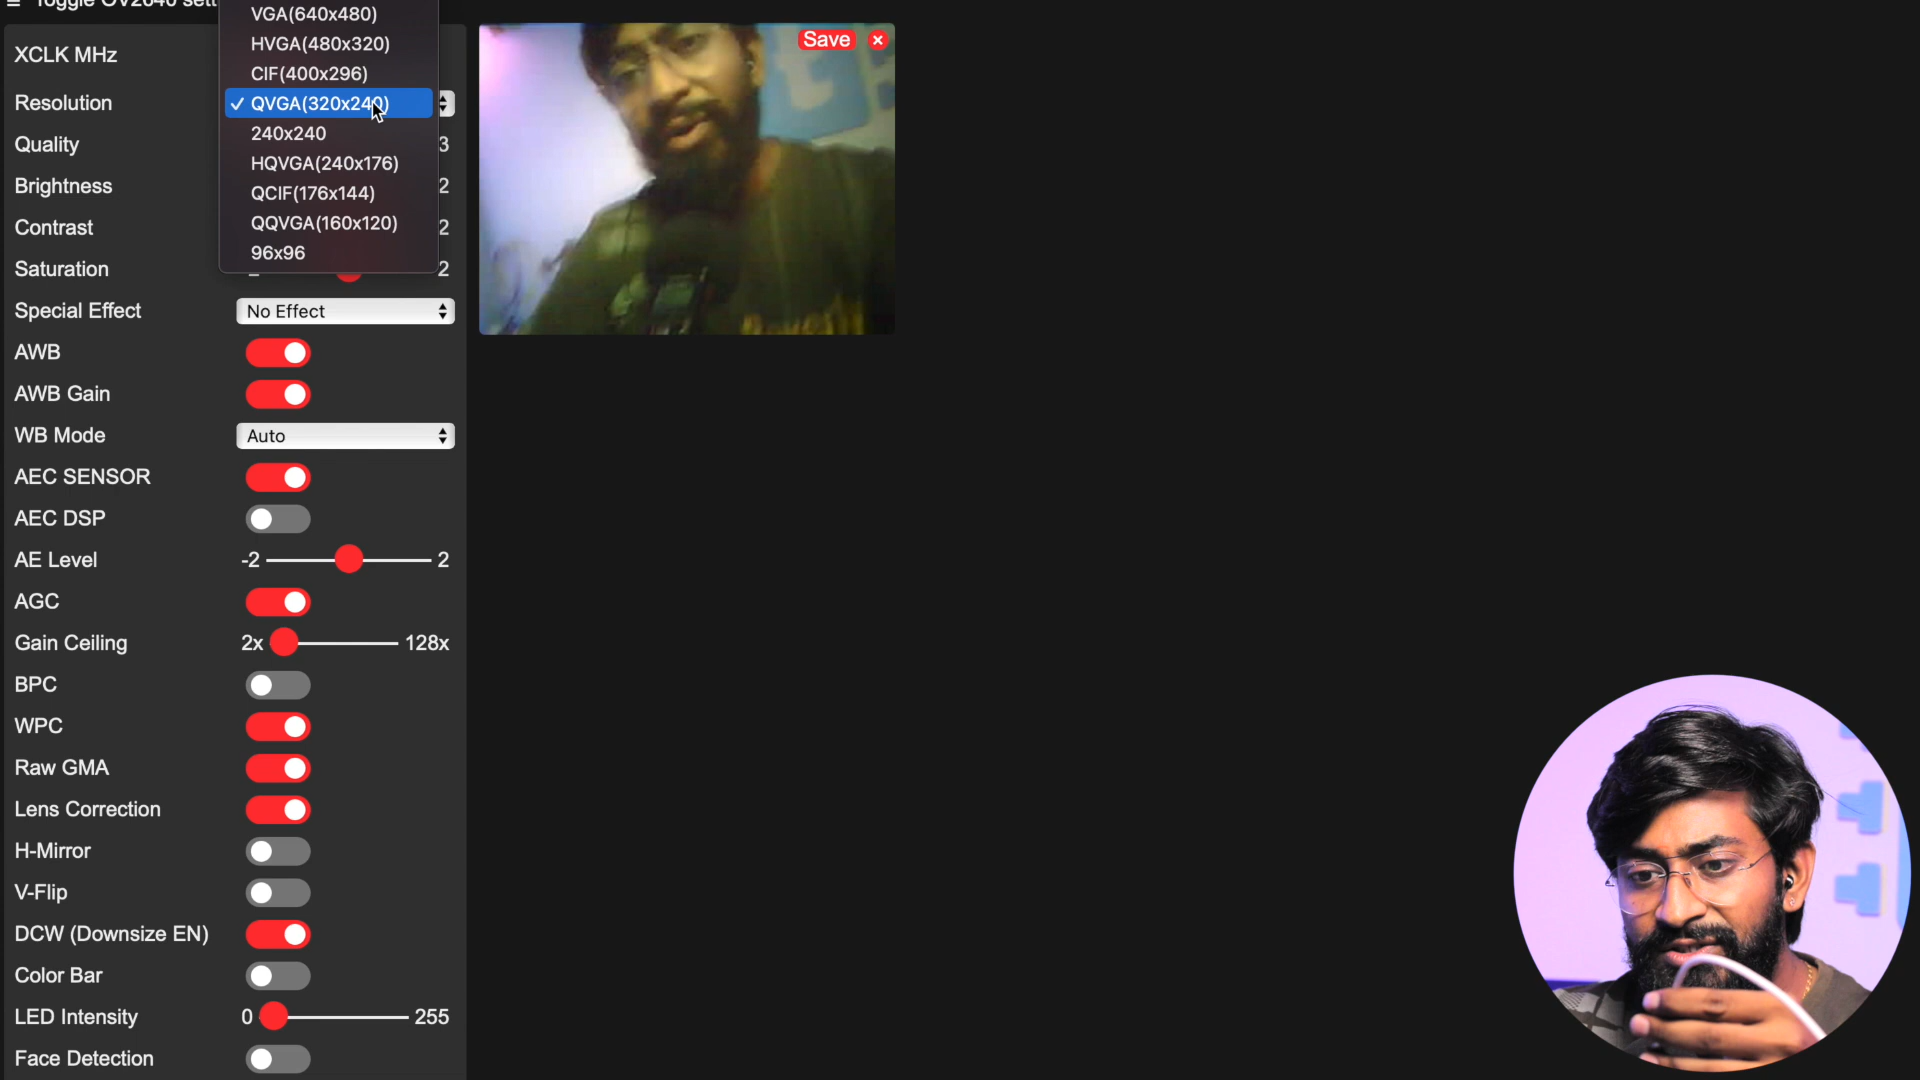 VGA(640x480)
XCLK MHz
HVGA(480x320)
CIF(400x296)
Resolution
✓ QVGA(320x240)
240x240
Quality
3
HQVGA(240x176)
Brightness
2
QCIF(176x144)
Contrast
2
QQVGA(160x120)
96x96
Saturation
2
Special Effect
No Effect
AWB
AWB Gain
WB Mode
Auto
AEC SENSOR
AEC DSP
AE Level
-2
2
AGC
Gain Ceiling
2x
128x
BPC
WPC
Raw GMA
Lens Correction
H-Mirror
V-Flip
DCW (Downsize EN)
Color Bar
LED Intensity
0
255
Face Detection
Save